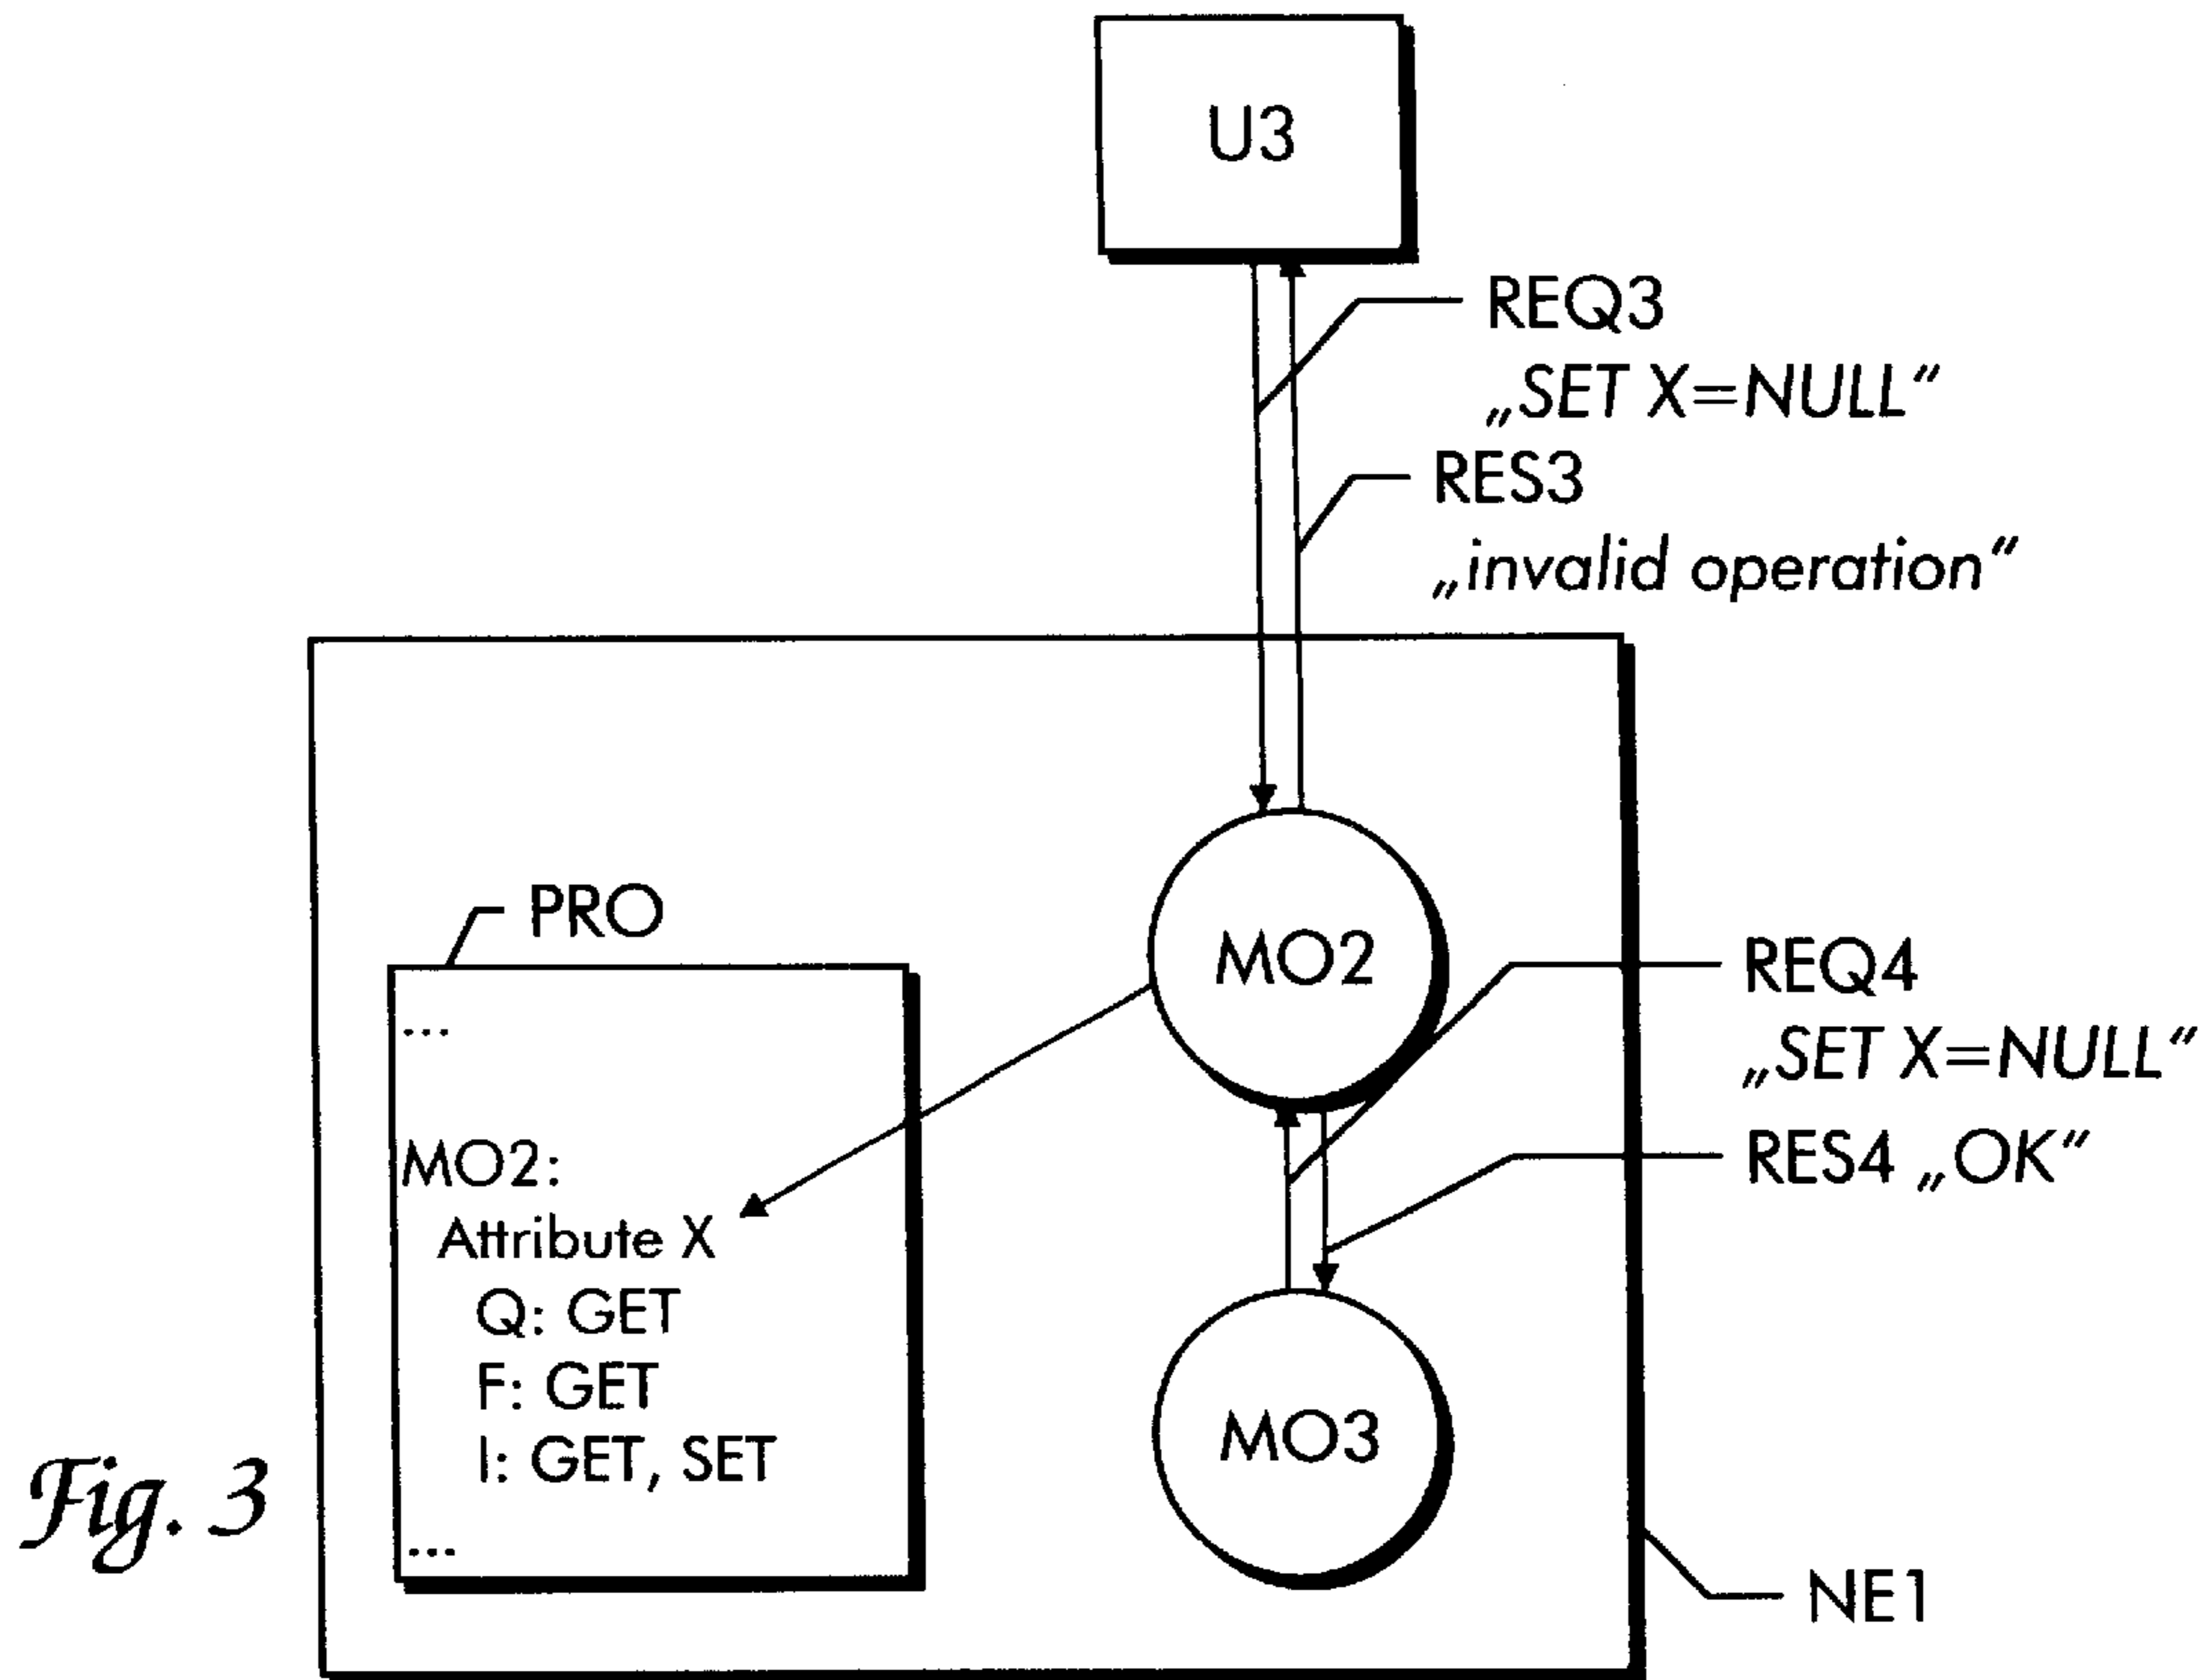 U3
REQ3
„SET X=NULL“
RES3
„invalid operation“
PRO
...
MO2:
Attribute X
Q: GET
F: GET
I: GET, SET
...
MO2
REQ4
„SET X=NULL“
RES4 „OK“
MO3
NE1
Fig. 3